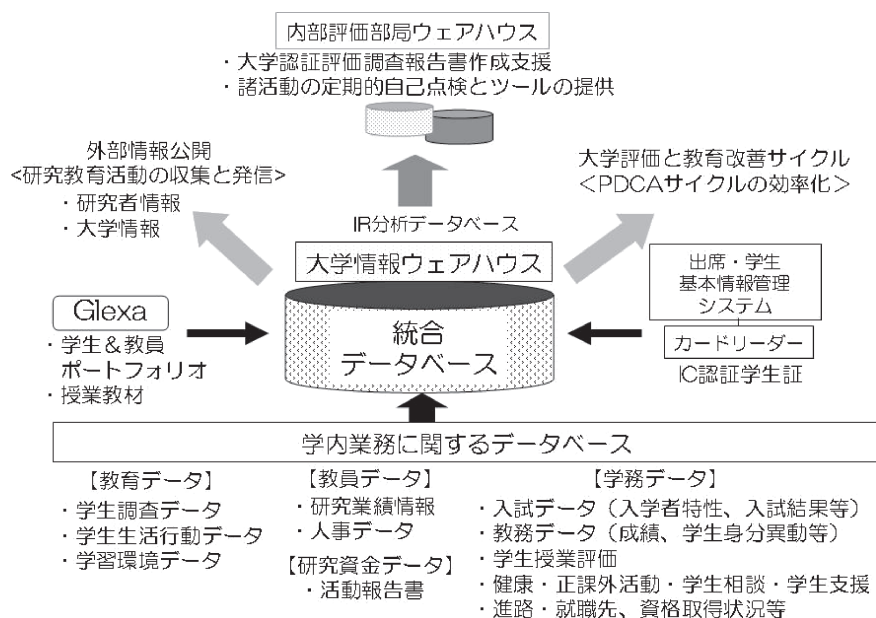 内部評価部局ウェアハウス
・大学認証評価調査報告書作成支援
・諸活動の定期的自己点検とツールの提供
外部情報公開
<研究教育活動の収集と発信>
・研究者情報
・大学情報
大学評価と教育改善サイクル
＜PDCAサイクルの効率化＞
IR分析データベース
大学情報ウェアハウス
統合
データベース
Glexa
・学生＆教員
ポートフォリオ
・授業教材
出席・学生
基本情報管理
システム
カードリーダー
IC認証学生証
学内業務に関するデータベース
【教育データ】
・学生調査データ
・学生生活行動データ
・学習環境データ
【教員データ】
・研究業績情報
・人事データ
【研究資金データ】
・活動報告書
【学務データ】
・入試データ（入学者特性、入試結果等）
・教務データ（成績、学生身分異動等）
・学生授業評価
・健康・正課外活動・学生相談・学生支援
・進路・就職先、資格取得状況等